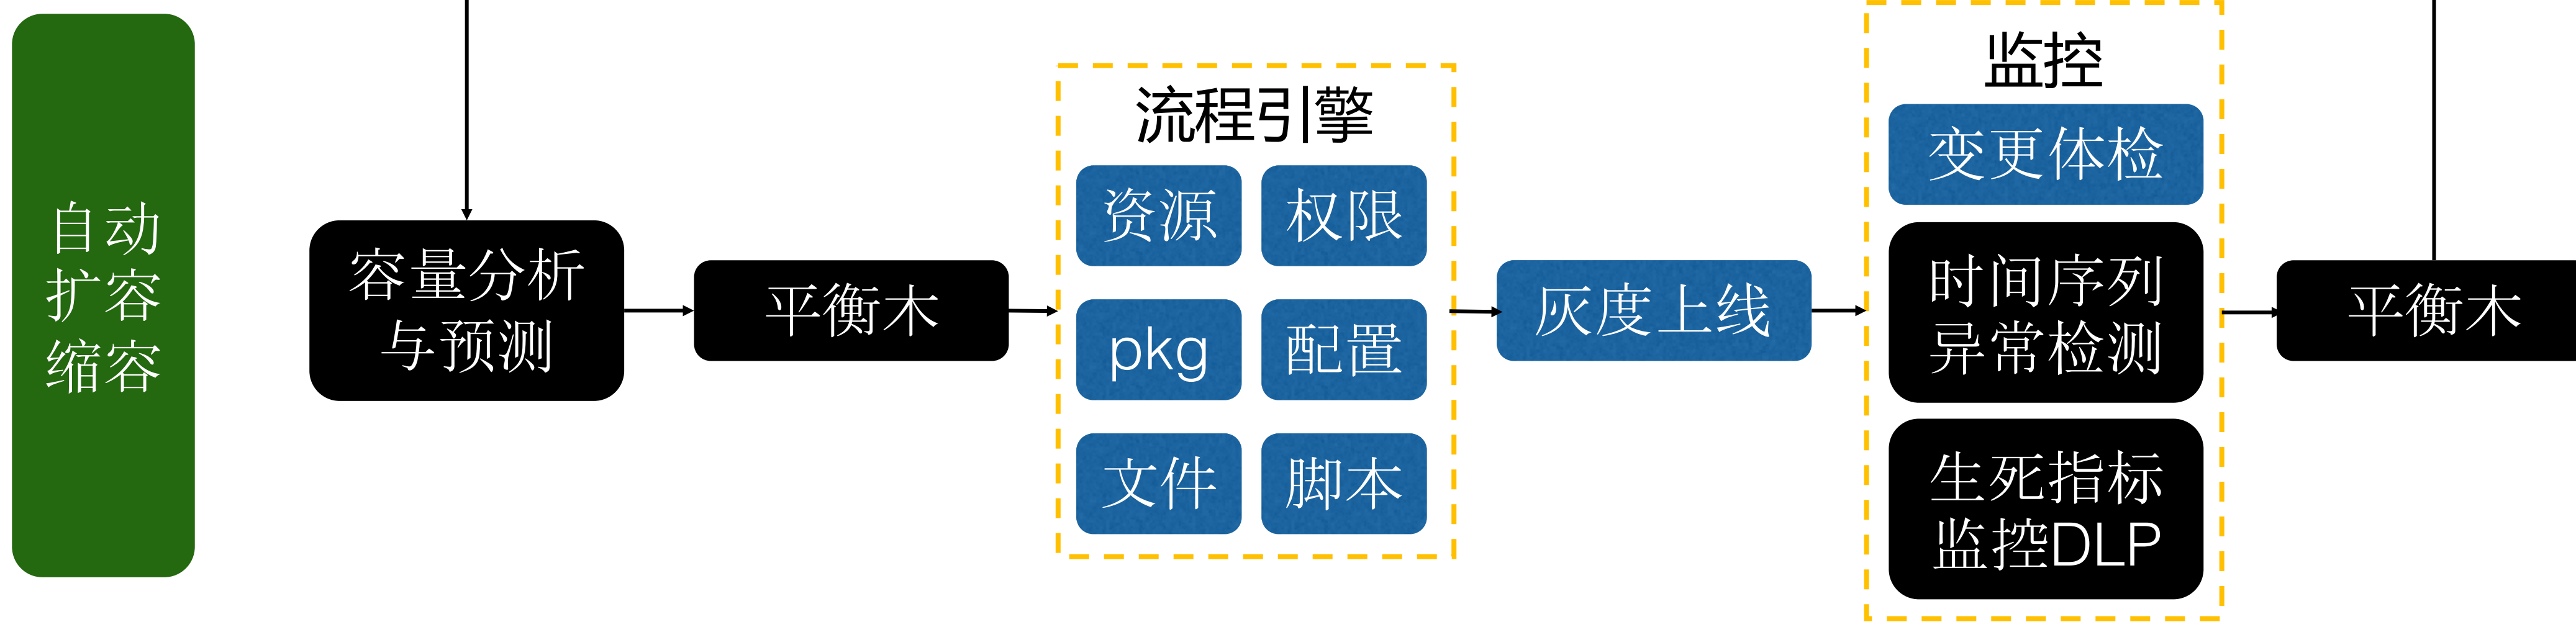 自动
扩容
缩容
容量分析
与预测
平衡木
流程引擎
资源
权限
pkg
配置
文件
脚本
灰度上线
监控
变更体检
时间序列
异常检测
生死指标
监控DLP
平衡木